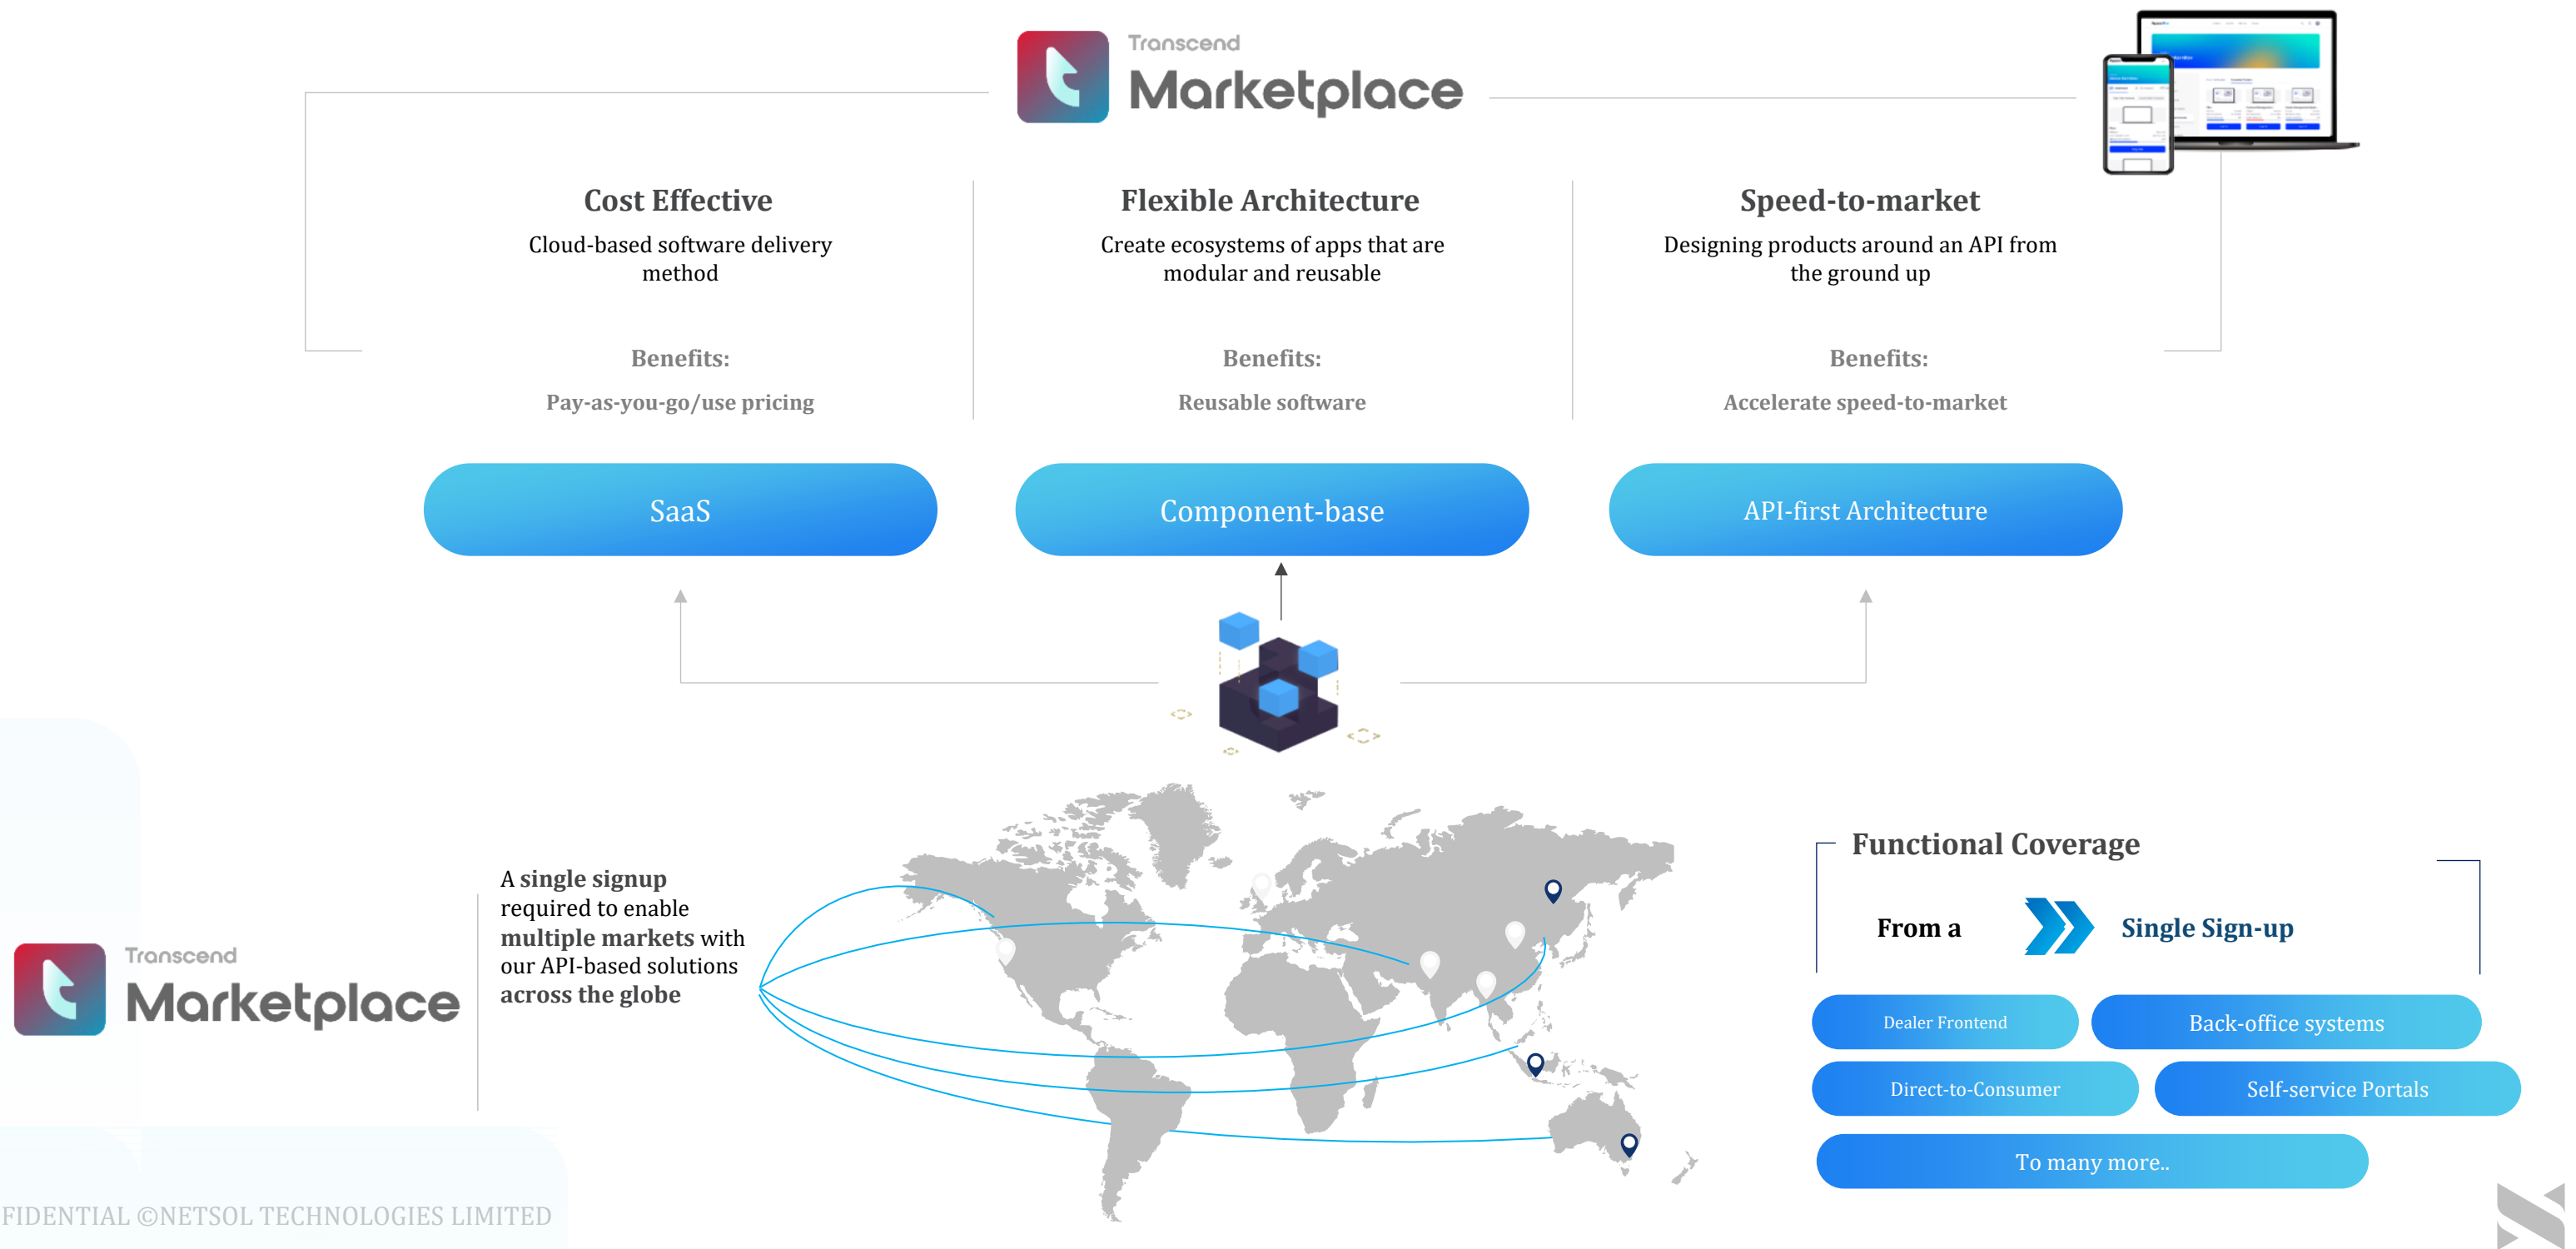 Transcend
Marketplace
Cost Effective
Cloud-based software delivery
method
Benefits:
Pay-as-you-go/use pricing
SaaS
Flexible Architecture
Create ecosystems of apps that are
modular and reusable
Benefits:
Reusable software
Component-base
Speed-to-market
Designing products around an API from
the ground up
Benefits:
Accelerate speed-to-market
API-first Architecture
Transcend
Marketplace
A single signup
required to enable
multiple markets with
our API-based solutions
across the globe
Functional Coverage
From a
Single Sign-up
Dealer Frontend
Back-office systems
Direct-to-Consumer
Self-service Portals
To many more..
FIDENTIAL ©NETSOL TECHNOLOGIES LIMITED